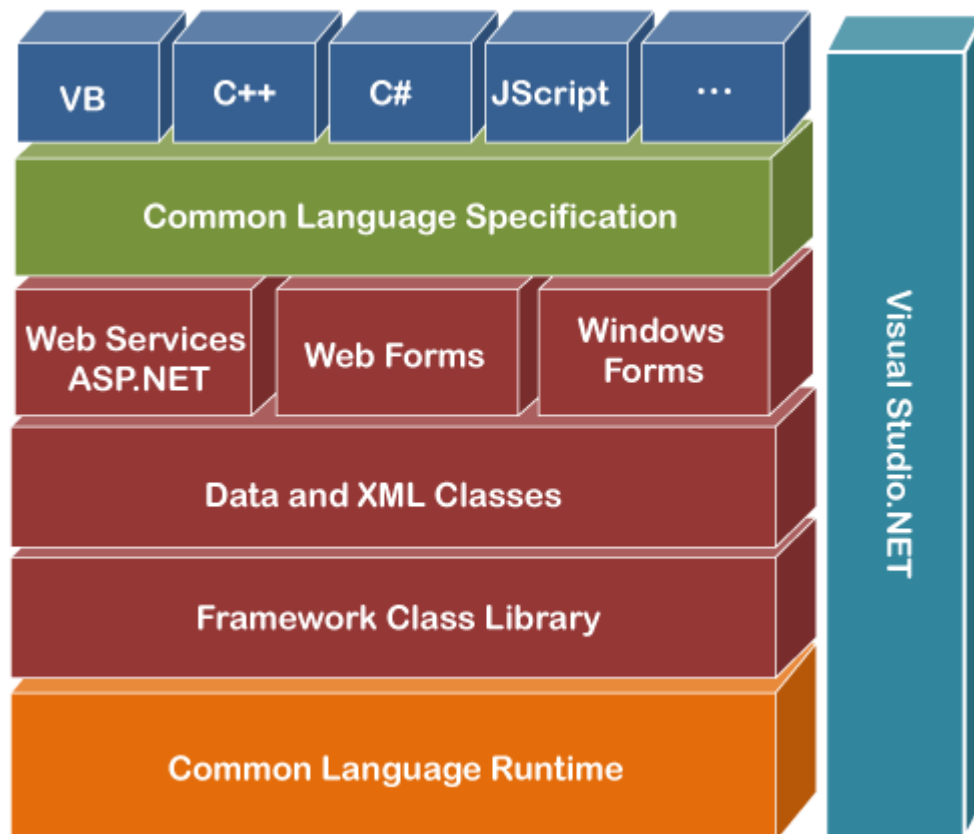 VB
C++
C#
JScript
...
Common Language Specification
Web Services
ASP.NET
Web Forms
Windows
Forms
Data and XML Classes
Framework Class Library
Common Language Runtime
Visual Studio.NET